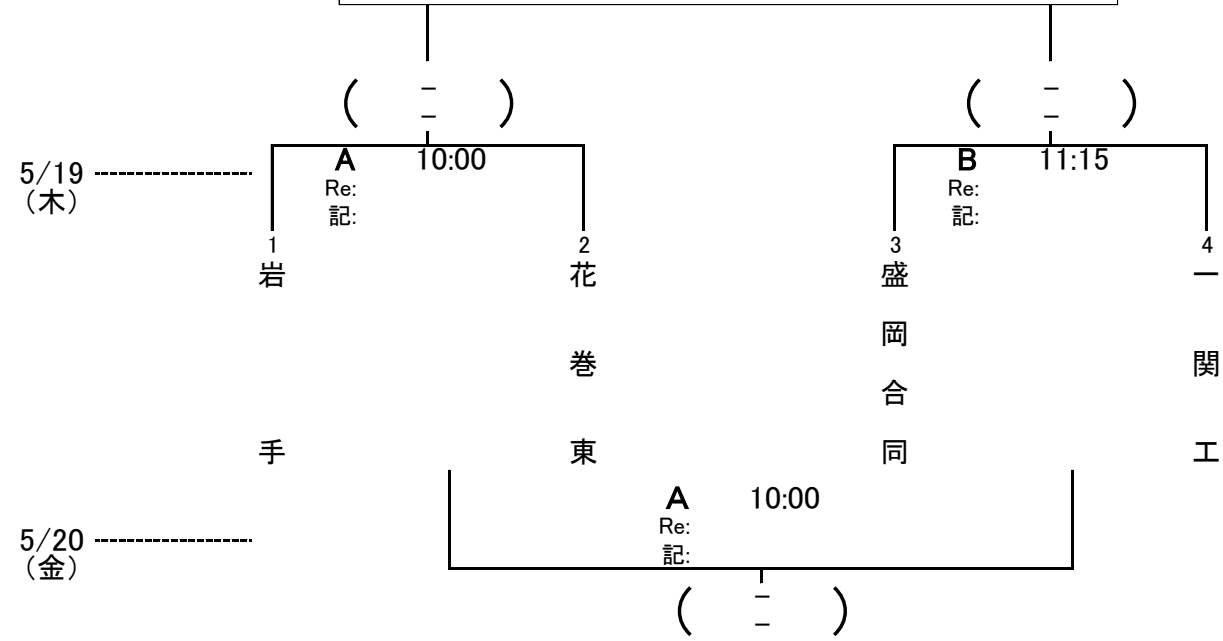 ( - - ) ( - - )
5/19 (木)
A 10:00
Re:
記:
B 11:15
Re:
記:
1 岩手
2 花巻東
3 盛岡合同
4 一関工
5/20 (金)
A 10:00
Re:
記:
( - - )